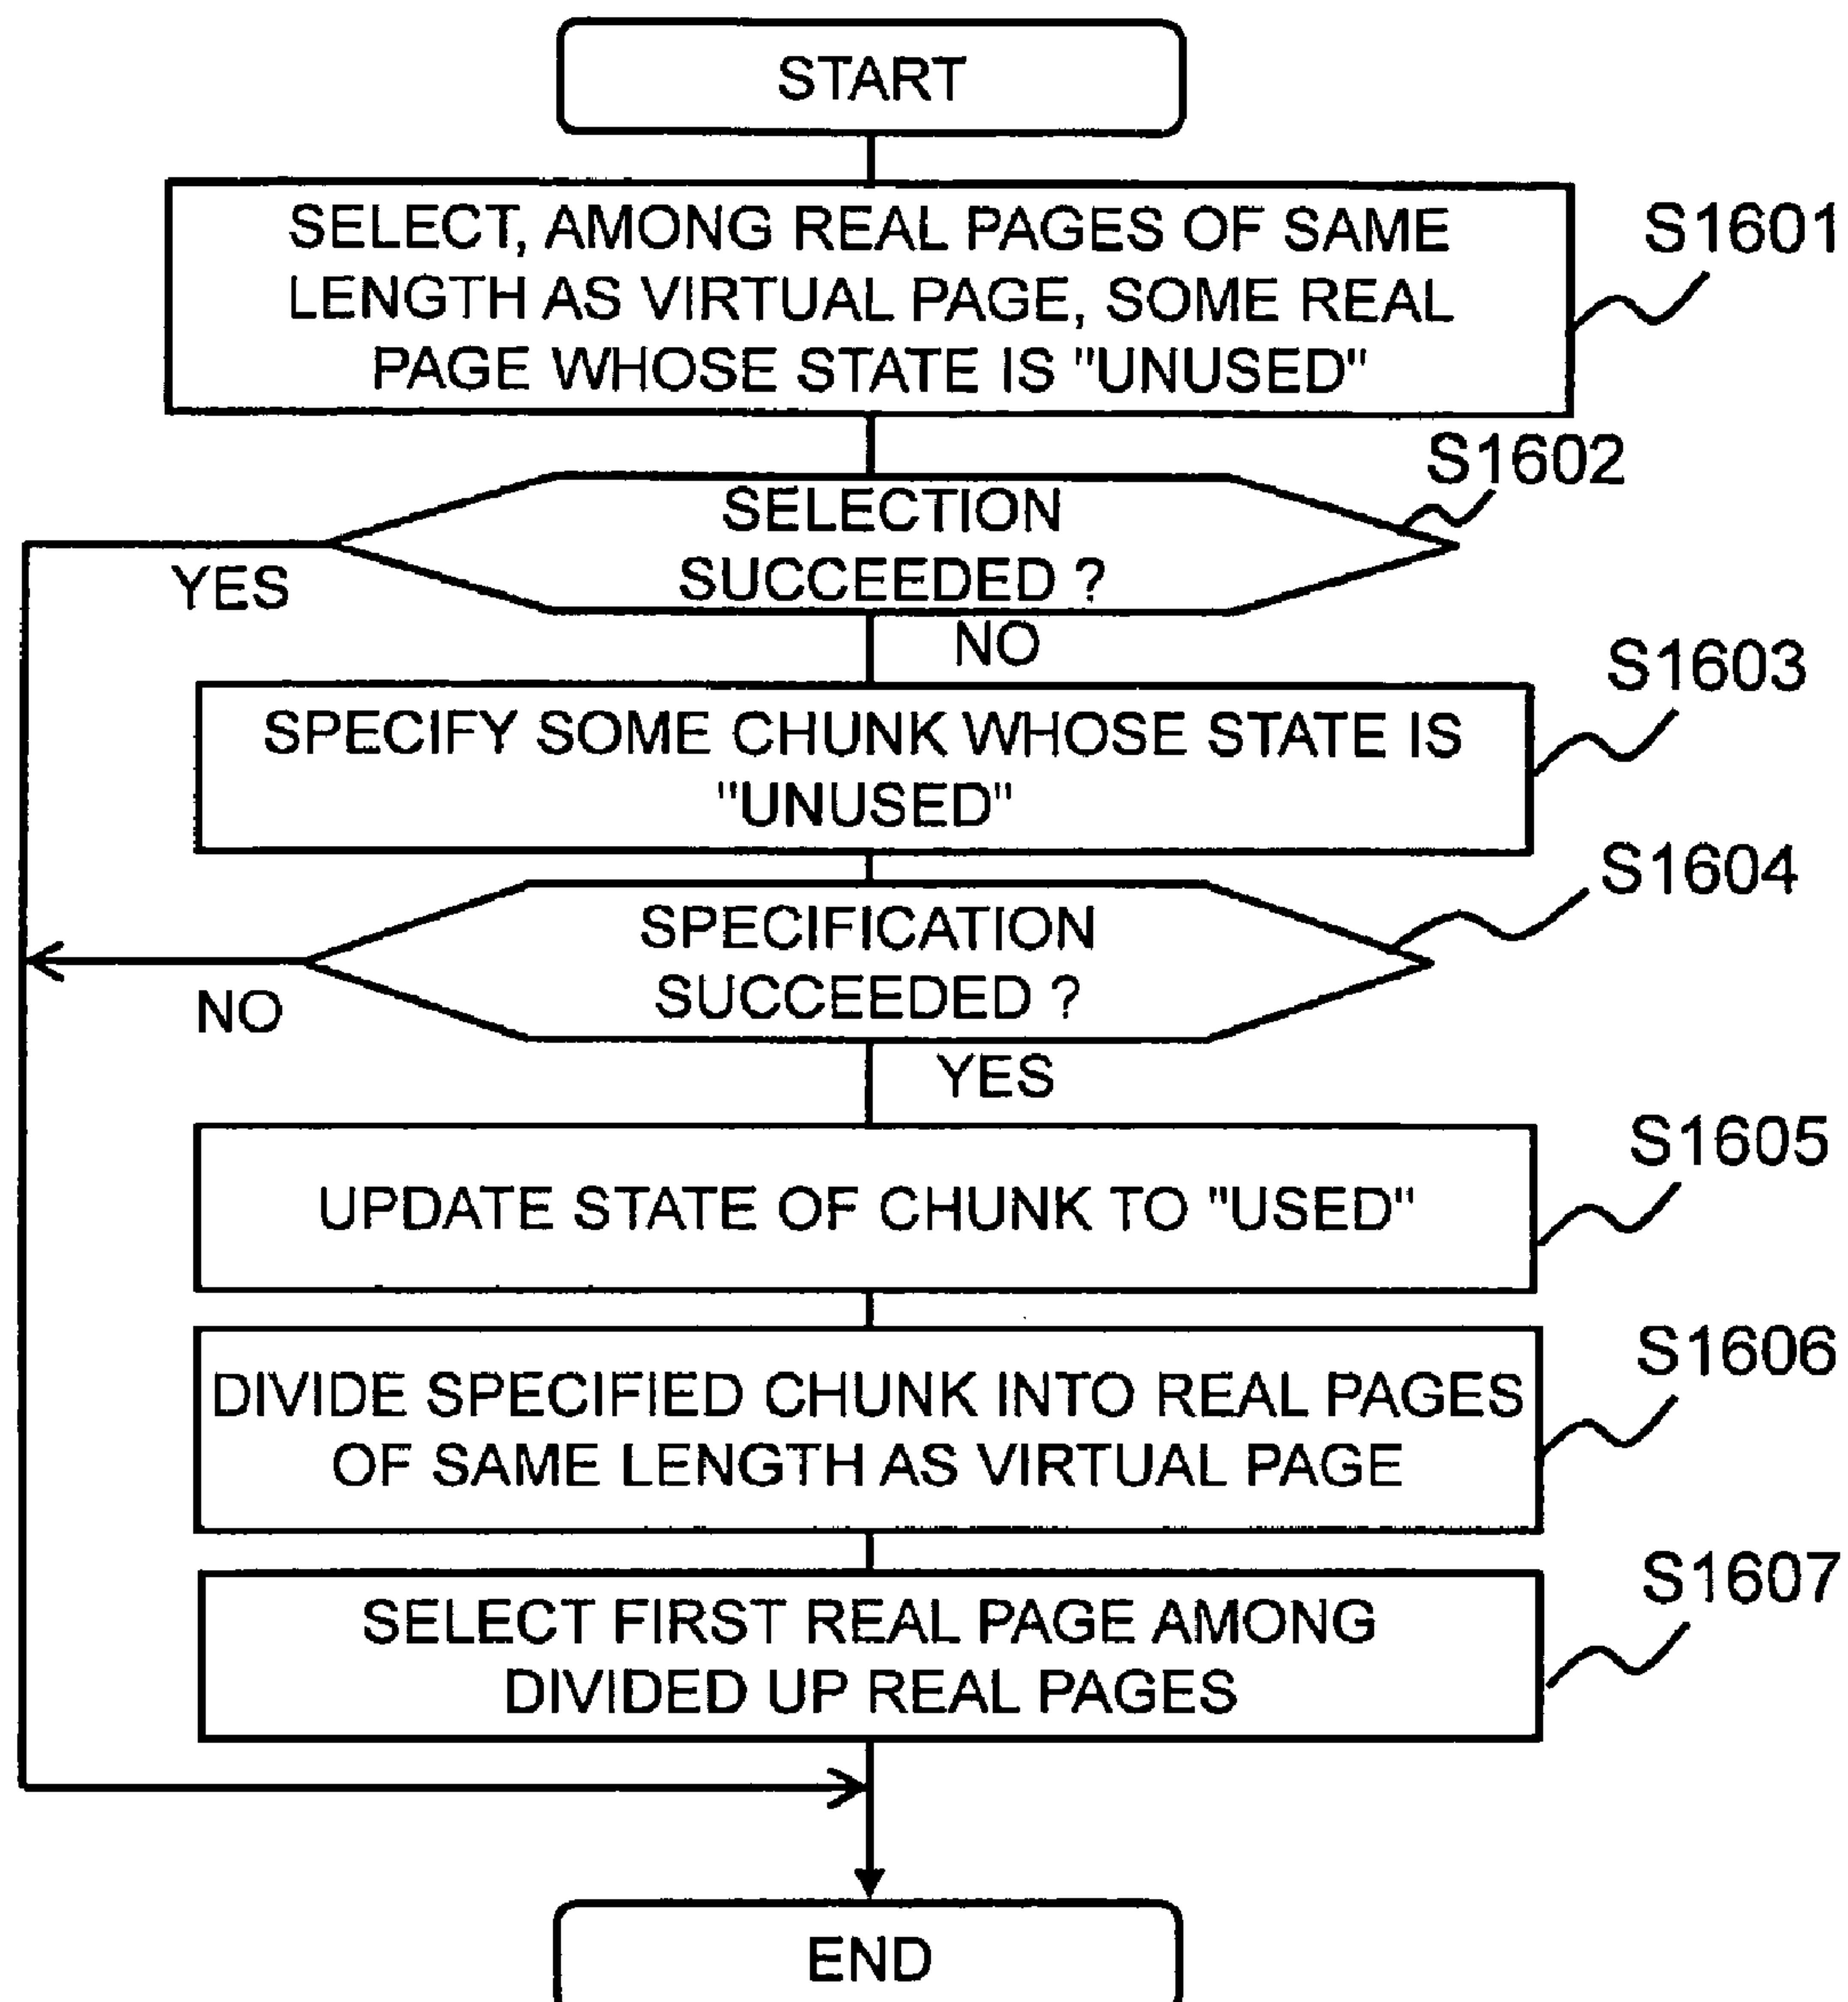 START
SELECT, AMONG REAL PAGES OF SAME
LENGTH AS VIRTUAL PAGE, SOME REAL
PAGE WHOSE STATE IS "UNUSED"
S1601
S1602
SELECTION
SUCCEEDED ?
YES
NO
S1603
SPECIFY SOME CHUNK WHOSE STATE IS
"UNUSED"
S1604
SPECIFICATION
SUCCEEDED ?
NO
YES
S1605
UPDATE STATE OF CHUNK TO "USED"
S1606
DIVIDE SPECIFIED CHUNK INTO REAL PAGES
OF SAME LENGTH AS VIRTUAL PAGE
S1607
SELECT FIRST REAL PAGE AMONG
DIVIDED UP REAL PAGES
END